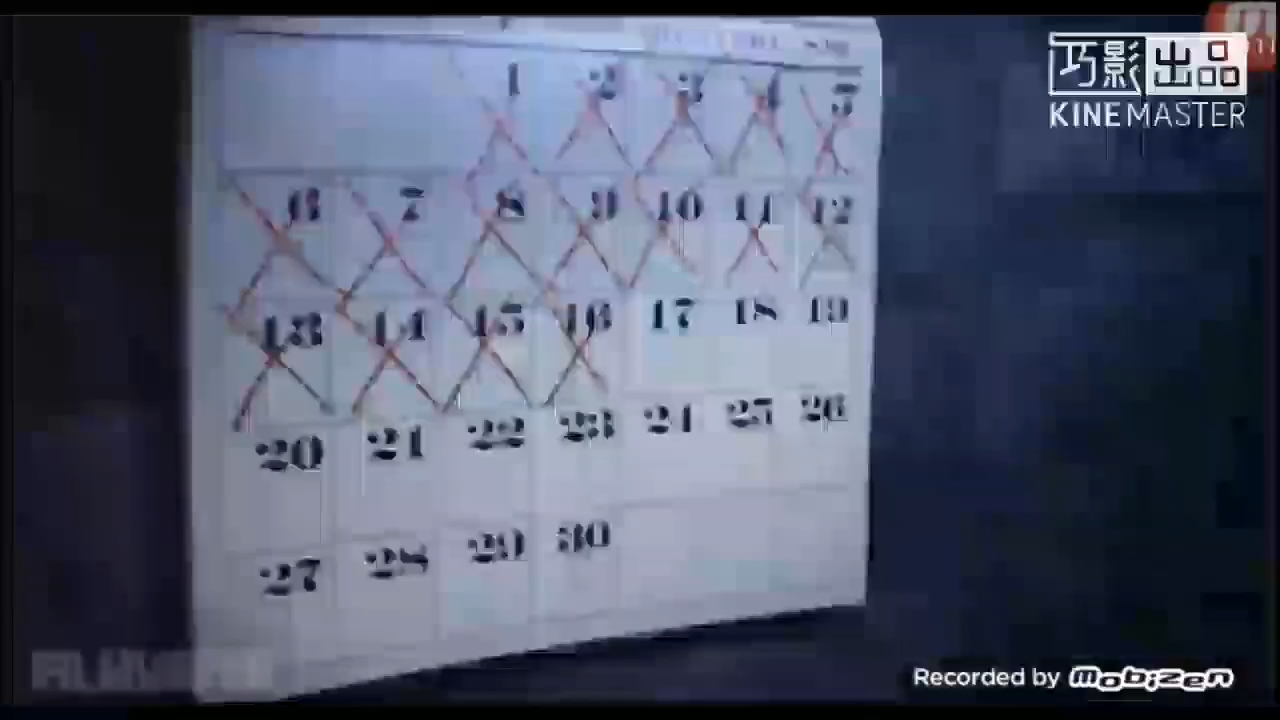 巧影出品
KINEMASTER
1 2 3 4 5
6 7 8 9 10 11 12
13 14 15 16 17 18 19
20 21 22 23 24 25 26
27 28 29 30
Recorded by mobizen